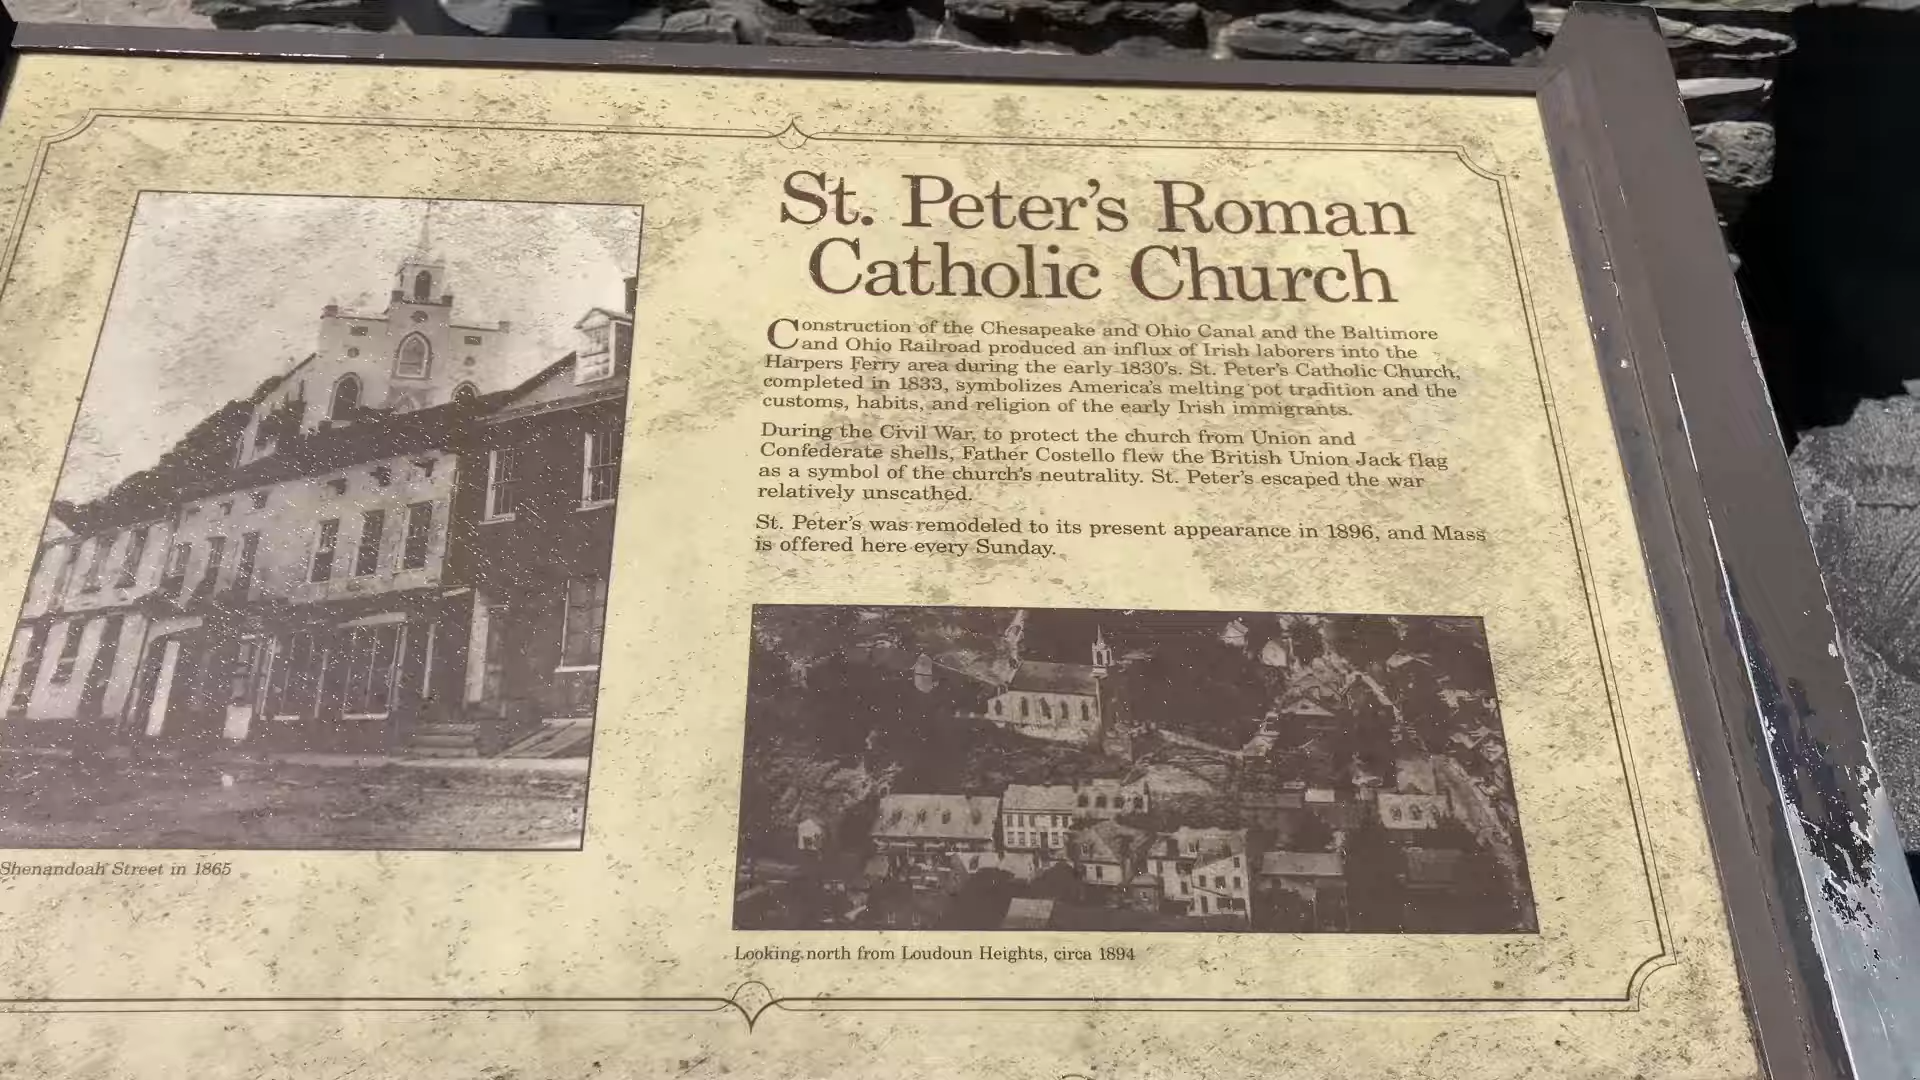 St. Peter's Roman
Catholic Church
Construction of the Chesapeake and Ohio Canal and the Baltimore
and Ohio Railroad produced an influx of Irish laborers into the
Harpers Ferry area during the early 1830's. St. Peter's Catholic Church,
completed in 1833, symbolizes America's melting pot tradition and the
customs, habits, and religion of the early Irish immigrants.
During the Civil War, to protect the church from Union and
Confederate shells, Father Costello flew the British Union Jack flag
as a symbol of the church's neutrality. St. Peter's escaped the war
relatively unscathed.
St. Peter's was remodeled to its present appearance in 1896, and Mass
is offered here every Sunday.
Shenandoah Street in 1865
Looking north from Loudoun Heights, circa 1894